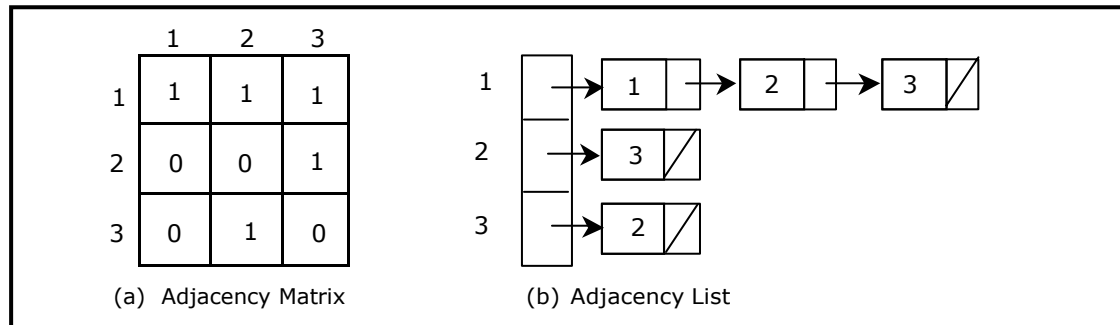 1 2 3
1 1 1 1
2 0 0 1
3 0 1 0
(a) Adjacency Matrix
1 1 2 3
2 3
3 2
(b) Adjacency List